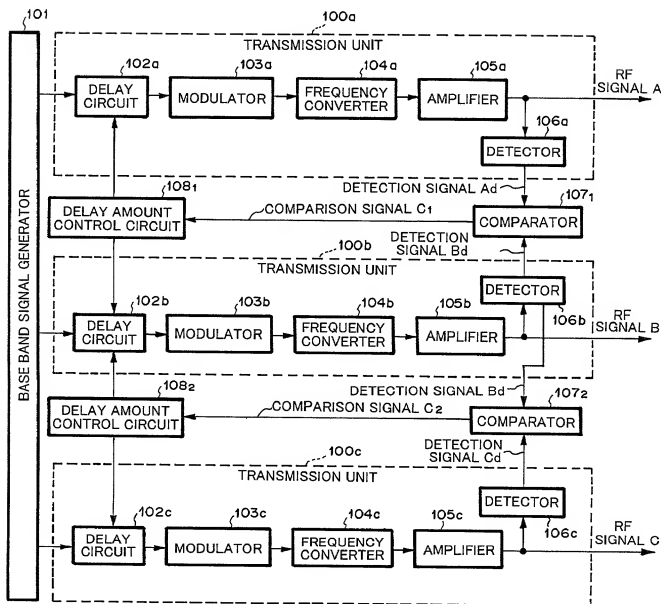 101
100a
TRANSMISSION UNIT
102a
103a
104a
105a
RF
SIGNAL A
DELAY
CIRCUIT
MODULATOR
FREQUENCY
CONVERTER
AMPLIFIER
106a
DETECTOR
DETECTION SIGNAL Ad
108₁
107₁
DELAY AMOUNT
CONTROL CIRCUIT
COMPARISON SIGNAL C₁
COMPARATOR
DETECTION
SIGNAL Bd
100b
TRANSMISSION UNIT
102b
103b
104b
105b
DETECTOR
106b
RF
SIGNAL B
DELAY
CIRCUIT
MODULATOR
FREQUENCY
CONVERTER
AMPLIFIER
BASE BAND SIGNAL GENERATOR
108₂
DETECTION SIGNAL Bd
107₂
DELAY AMOUNT
CONTROL CIRCUIT
COMPARISON SIGNAL C₂
COMPARATOR
DETECTION
SIGNAL Cd
100c
TRANSMISSION UNIT
102c
103c
104c
105c
DETECTOR
106c
RF
SIGNAL C
DELAY
CIRCUIT
MODULATOR
FREQUENCY
CONVERTER
AMPLIFIER